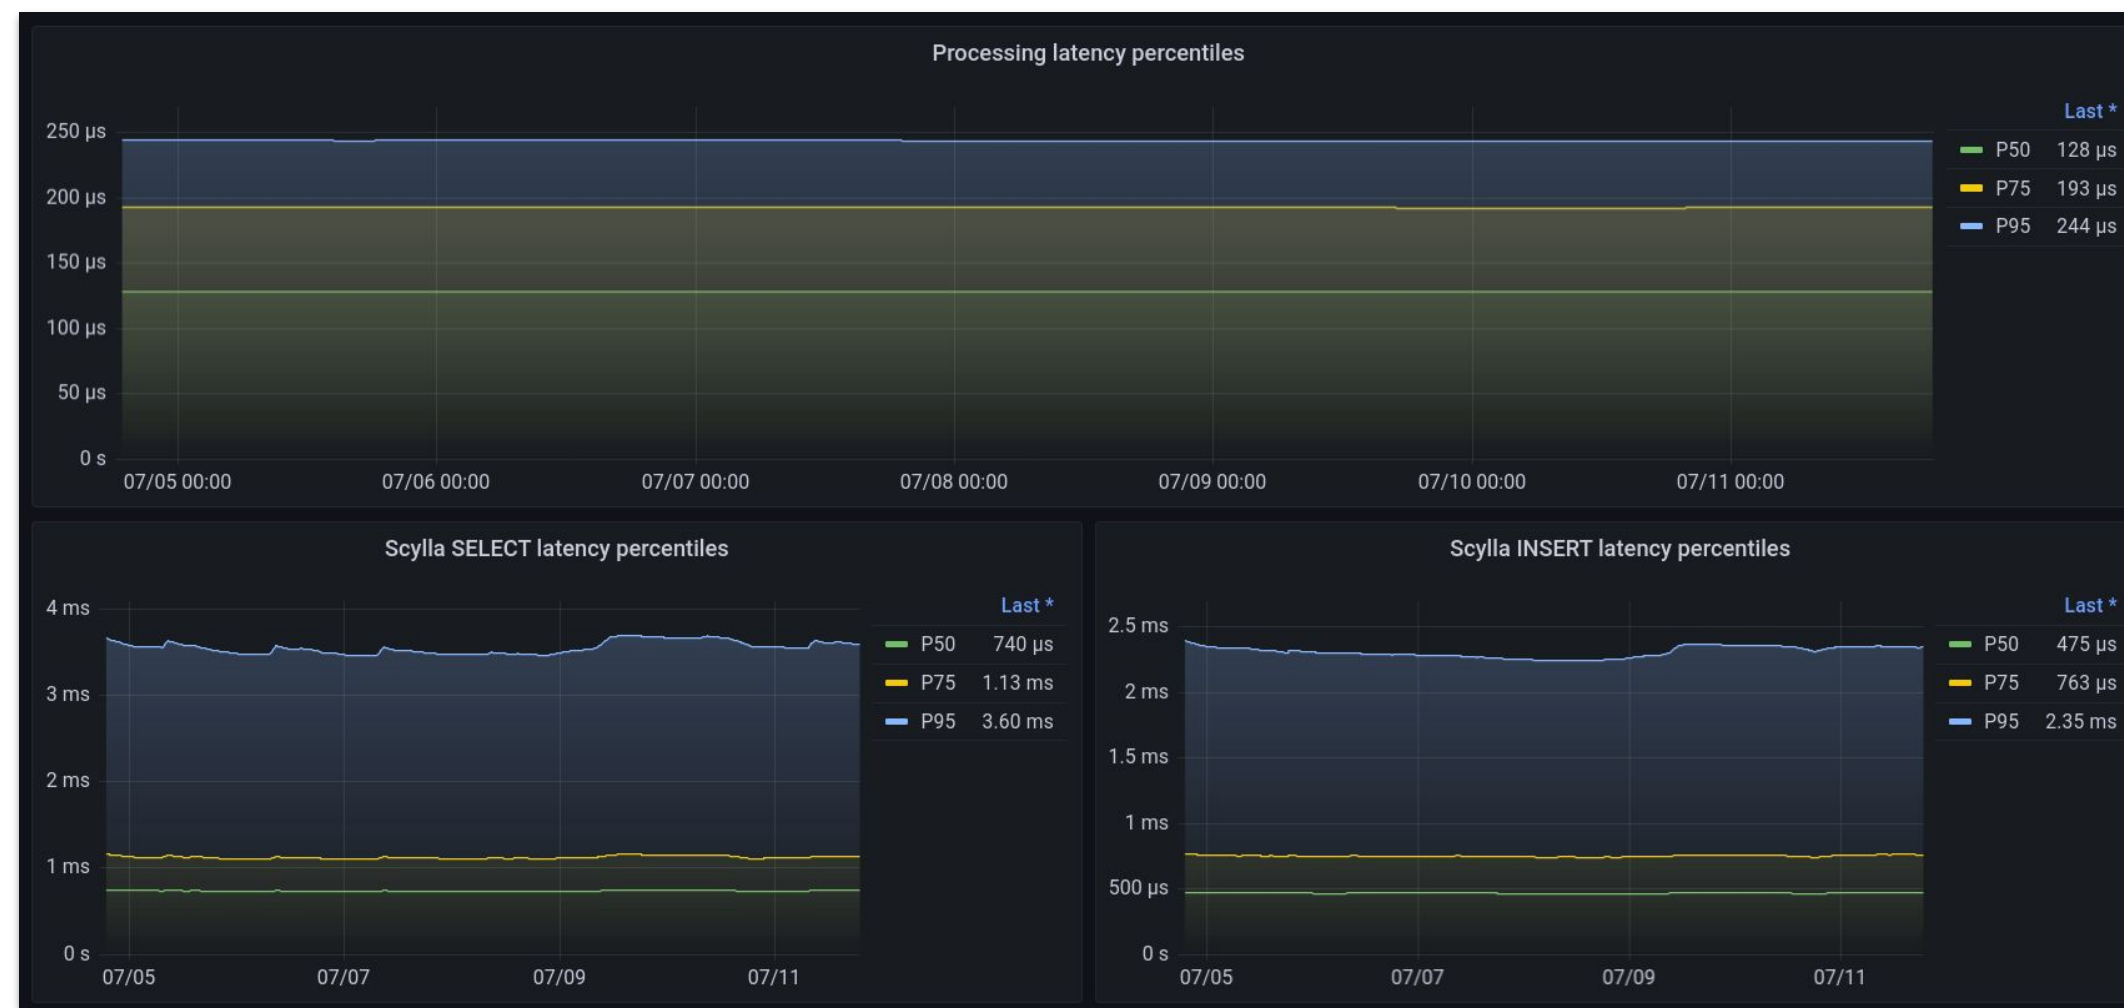 Processing latency percentiles
Last *
250 µs
P50 128 µs
P75 193 µs
200 µs
P95 244 µs
150 µs
100 µs
50 µs
0 s
07/05 00:00 07/06 00:00 07/07 00:00 07/08 00:00 07/09 00:00 07/10 00:00 07/11 00:00
Scylla SELECT latency percentiles
Last *
4 ms
P50 740 µs
P75 1.13 ms
3 ms
P95 3.60 ms
2 ms
1 ms
0 s
07/05 07/07 07/09 07/11
Scylla INSERT latency percentiles
Last *
2.5 ms
P50 475 µs
P75 763 µs
2 ms
P95 2.35 ms
1.5 ms
1 ms
500 µs
0 s
07/05 07/07 07/09 07/11